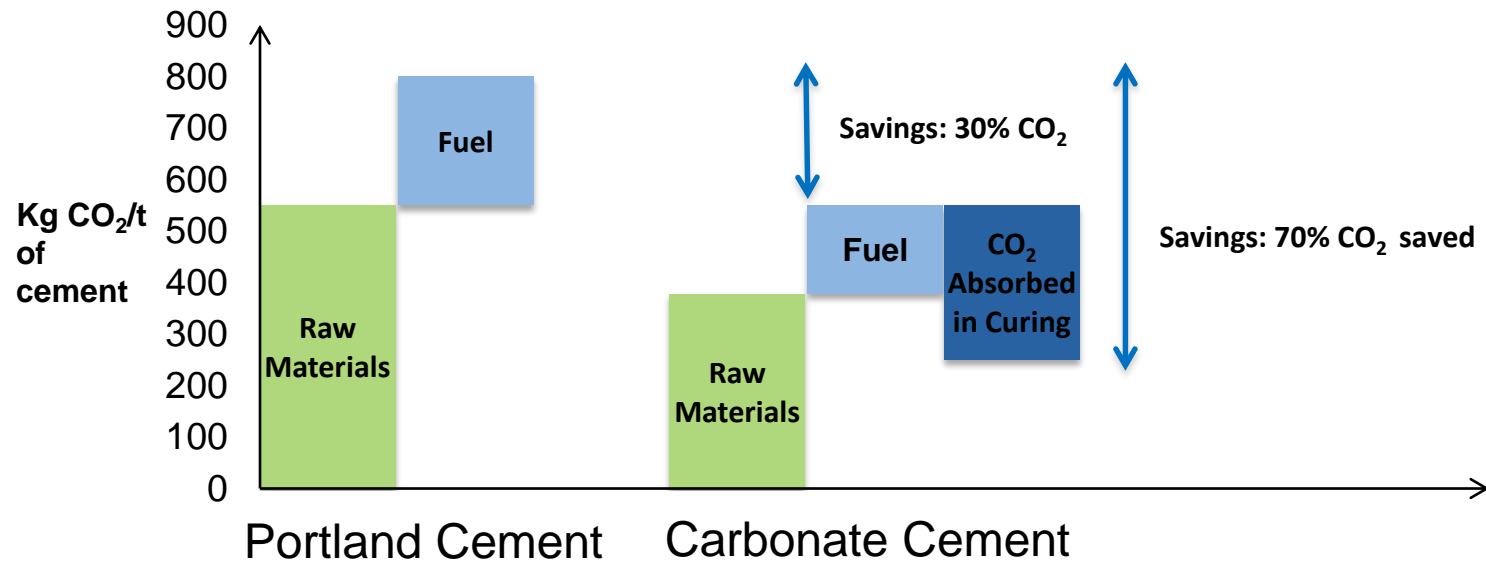 900
800
700
600
500
400
300
200
100
0
Kg CO₂/t
of
cement
Raw
Materials
Fuel
Raw
Materials
Fuel
CO₂
Absorbed
in Curing
Savings: 30% CO₂
Savings: 70% CO₂ saved
Portland Cement
Carbonate Cement